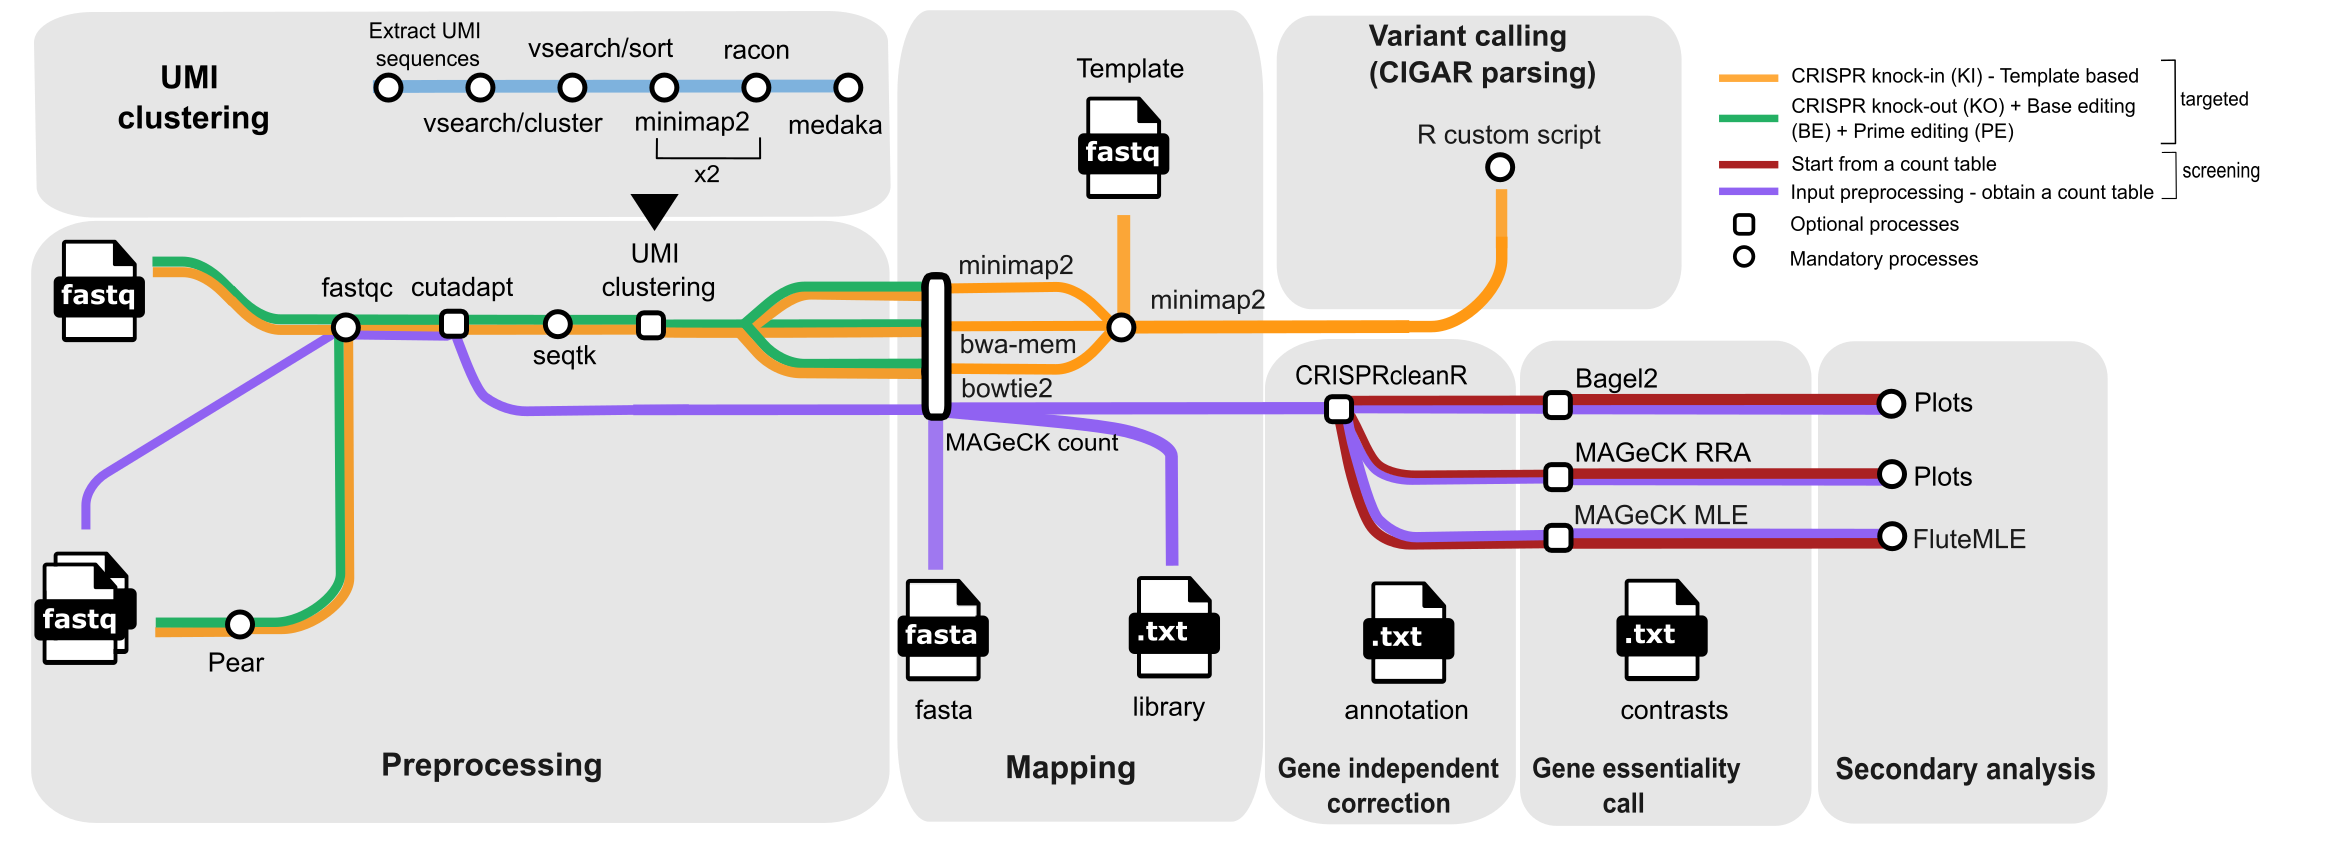 UMI
clustering
Extract UMI
sequences
vsearch/sort
racon
vsearch/cluster
minimap2
medaka
x2
fastq
fastqc
cutadapt
UMI
clustering
seqtk
fastq
Pear
Preprocessing
Template
fastq
minimap2
minimap2
bwa-mem
bowtie2
MAGeCK count
fasta
fasta
.txt
library
Mapping
Variant calling
(CIGAR parsing)
R custom script
CRISPRcleanR
.txt
annotation
Gene independent
correction
Bagel2
MAGeCK RRA
MAGeCK MLE
.txt
contrasts
Gene essentiality
call
Plots
Plots
FluteMLE
Secondary analysis
CRISPR knock-in (KI) - Template based
CRISPR knock-out (KO) + Base editing
(BE) + Prime editing (PE)
targeted
Start from a count table
Input preprocessing - obtain a count table
screening
Optional processes
Mandatory processes